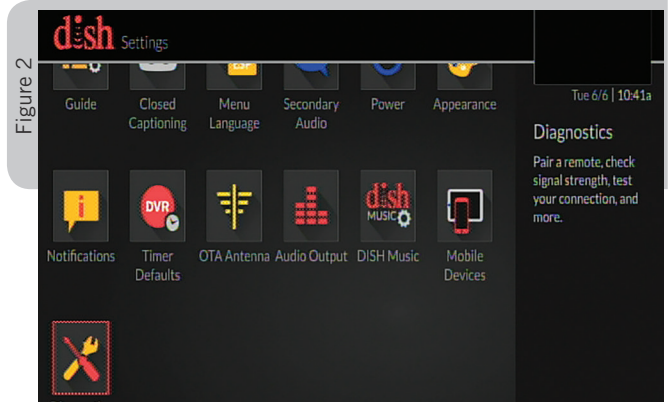 Figure 2
dish Settings
ESP
Guide
Closed
Captioning
Menu
Language
Secondary
Audio
Power
Appearance
Tue 6/6 | 10:41a
Diagnostics
Pair a remote, check
signal strength, test
your connection, and
more.
i
DVR
dish
MUSIC
Notifications
Timer
Defaults
OTA Antenna
Audio Output
DISH Music
Mobile
Devices